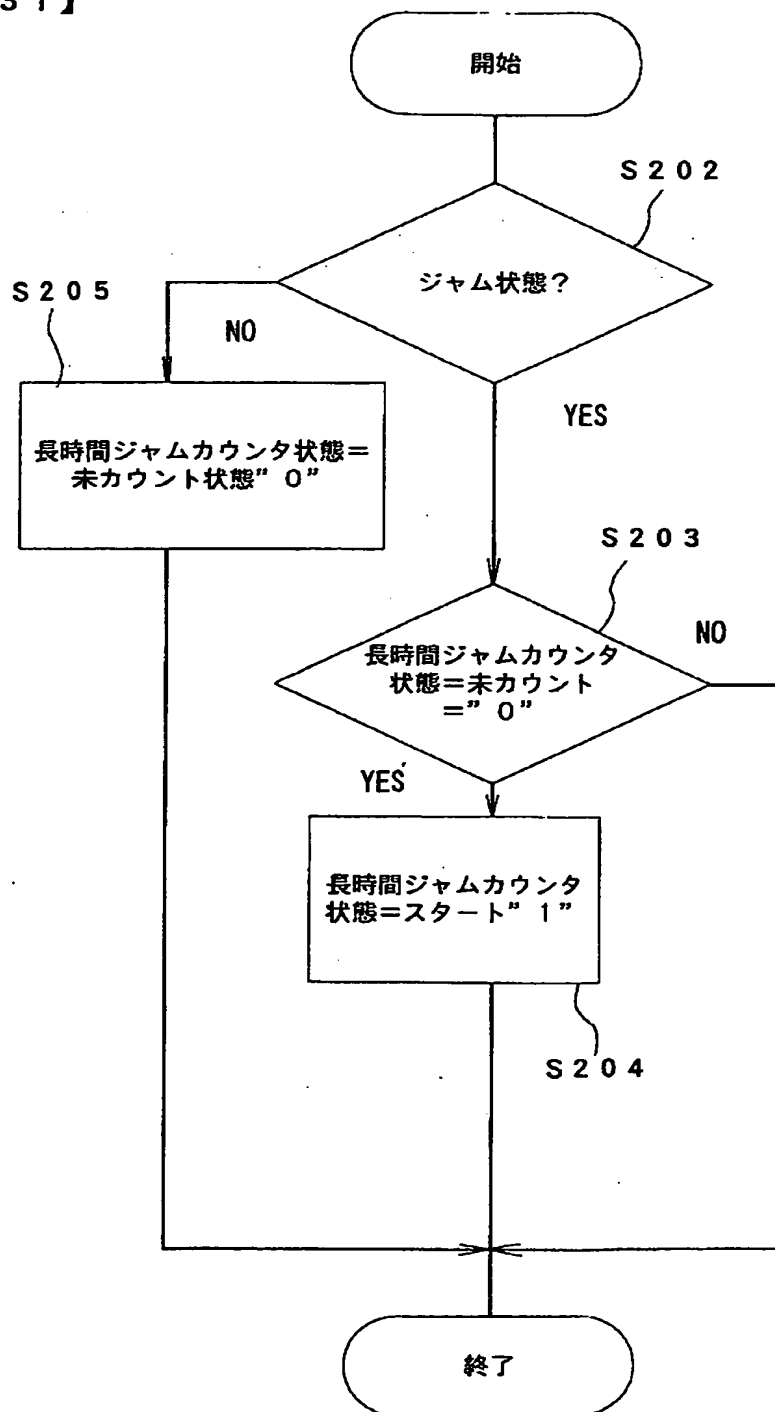 31】
開始
S202
ジャム状態？
S205
NO
YES
長時間ジャムカウンタ状態＝
未カウント状態”0”
S203
NO
長時間ジャムカウンタ
状態＝未カウント
＝”0”
YES
長時間ジャムカウンタ
状態＝スタート”1”
S204
終了